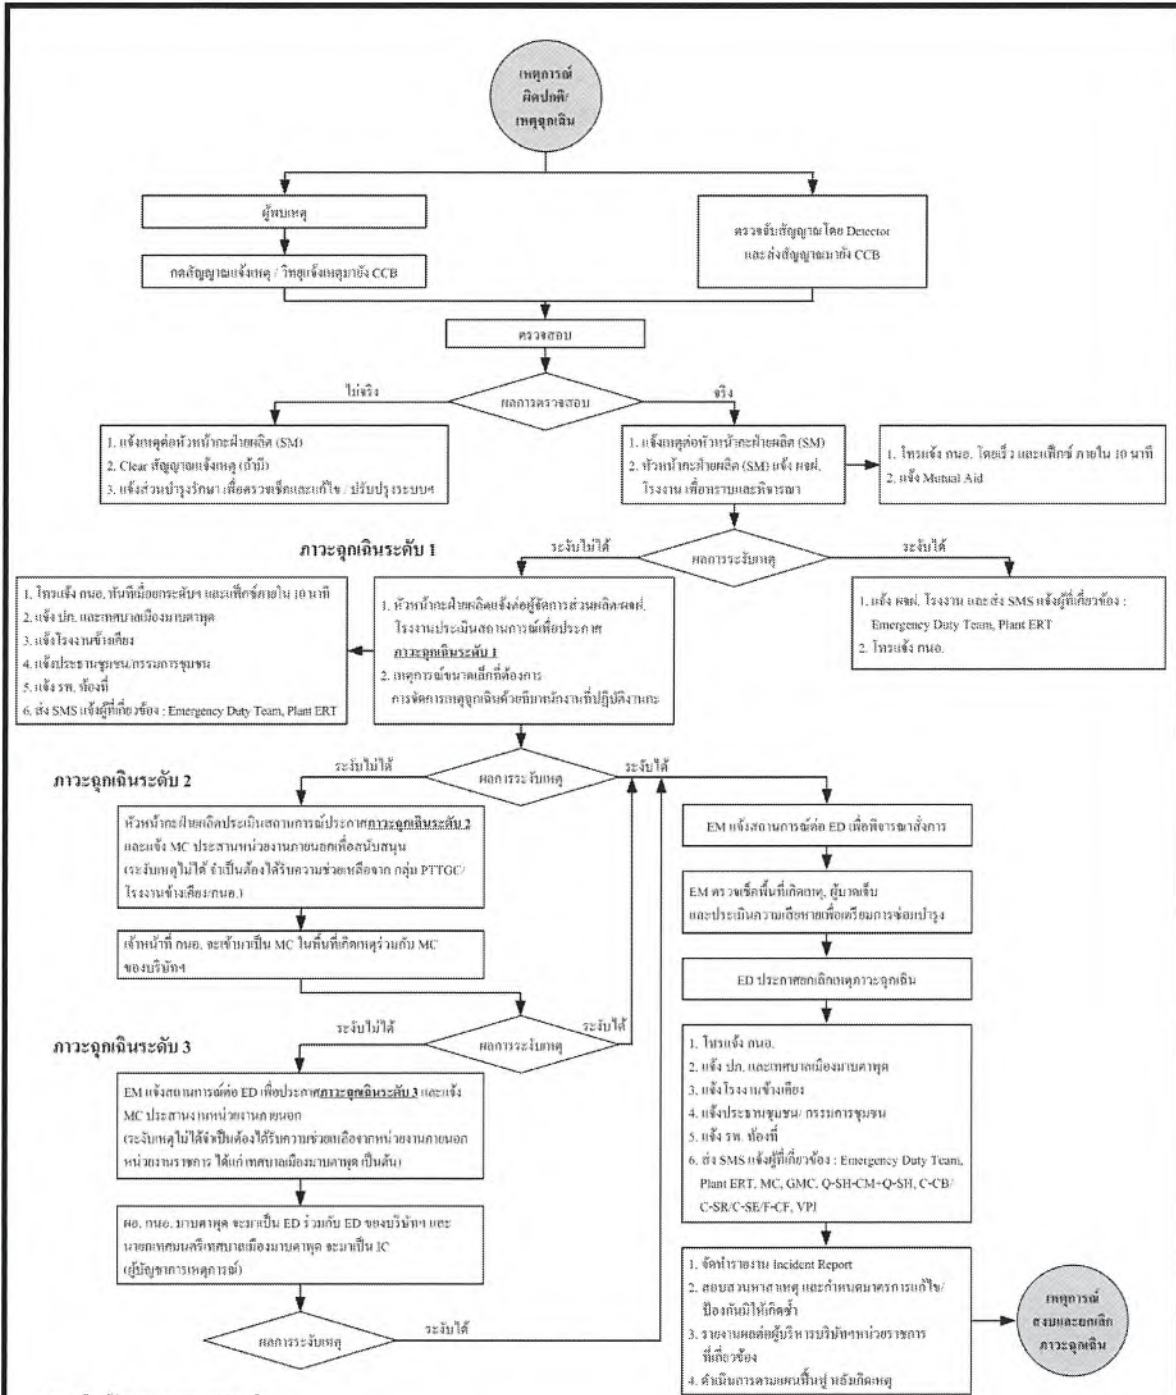 เหตุการณ์
ผิดปกติ/
เหตุฉุกเฉิน
ผู้พบเหตุ
กดสัญญาณแจ้งเหตุ / วิทยุแจ้งเหตุมายัง CCB
ตรวจจับสัญญาณโดย Detector
และส่งสัญญาณมายัง CCB
ตรวจสอบ
ผลการตรวจสอบ
ไม่จริง
จริง
1. แจ้งเหตุต่อหัวหน้ากะฝ่ายผลิต (SM)
2. Clear สัญญาณแจ้งเหตุ (ถ้ามี)
3. แจ้งส่วนบำรุงรักษา เพื่อตรวจเช็คและแก้ไข / ปรับปรุงระบบฯ
1. แจ้งเหตุต่อหัวหน้ากะฝ่ายผลิต (SM)
2. หัวหน้ากะฝ่ายผลิต (SM) แจ้ง ผจฝ.
โรงงาน เพื่อทราบและพิจารณา
1. โทรแจ้ง กนอ. โดยเร็ว และแฟ็กซ์ ภายใน 10 นาที
2. แจ้ง Mutual Aid
ผลการระงับเหตุ
ระงับไม่ได้
ระงับได้
ภาวะฉุกเฉินระดับ 1
1. โทรแจ้ง กนอ. ทันทีเมื่อยกระดับฯ และแฟ็กซ์ภายใน 10 นาที
2. แจ้ง ปภ. และเทศบาลเมืองมาบตาพุด
3. แจ้งโรงงานข้างเคียง
4. แจ้งประธานชุมชน/กรรมการชุมชน
5. แจ้ง รพ. ท้องที่
6. ส่ง SMS แจ้งผู้ที่เกี่ยวข้อง : Emergency Duty Team, Plant ERT
1. หัวหน้ากะฝ่ายผลิตแจ้งต่อผู้จัดการส่วนผลิต/ผจฝ.
โรงงานประเมินสถานการณ์เพื่อประกาศ
ภาวะฉุกเฉินระดับ 1
2. เหตุการณ์ขนาดเล็กที่ต้องการ
การจัดการเหตุฉุกเฉินด้วยทีมพนักงานที่ปฏิบัติงานกะ
1. แจ้ง ผจฝ. โรงงาน และส่ง SMS แจ้งผู้ที่เกี่ยวข้อง :
Emergency Duty Team, Plant ERT
2. โทรแจ้ง กนอ.
ผลการระงับเหตุ
ระงับไม่ได้
ระงับได้
ภาวะฉุกเฉินระดับ 2
หัวหน้ากะฝ่ายผลิตประเมินสถานการณ์ประกาศภาวะฉุกเฉินระดับ 2
และแจ้ง MC ประสานหน่วยงานภายนอกเพื่อสนับสนุน
(ระงับเหตุไม่ได้ จำเป็นต้องได้รับความช่วยเหลือจาก กลุ่ม PTTGC/
โรงงานข้างเคียง/กนอ.)
เจ้าหน้าที่ กนอ. จะเข้ามาเป็น MC ในพื้นที่เกิดเหตุร่วมกับ MC
ของบริษัทฯ
ผลการระงับเหตุ
ระงับไม่ได้
ระงับได้
ภาวะฉุกเฉินระดับ 3
EM แจ้งสถานการณ์ต่อ ED เพื่อประกาศภาวะฉุกเฉินระดับ 3 และแจ้ง
MC ประสานงานหน่วยงานภายนอก
(ระงับเหตุไม่ได้จำเป็นต้องได้รับความช่วยเหลือจากหน่วยงานภายนอก
หน่วยงานราชการ ได้แก่ เทศบาลเมืองมาบตาพุด เป็นต้น)
ผอ. กนอ. มาบตาพุด จะมาเป็น ED ร่วมกับ ED ของบริษัทฯ และ
นายกเทศมนตรีเทศบาลเมืองมาบตาพุด จะมาเป็น IC
(ผู้บัญชาการเหตุการณ์)
ผลการระงับเหตุ
ระงับได้
EM แจ้งสถานการณ์ต่อ ED เพื่อพิจารณาสั่งการ
EM ตรวจเช็คพื้นที่เกิดเหตุ, ผู้บาดเจ็บ
และประเมินความเสียหายเพื่อเตรียมการซ่อมบำรุง
ED ประกาศยกเลิกเหตุภาวะฉุกเฉิน
1. โทรแจ้ง กนอ.
2. แจ้ง ปภ. และเทศบาลเมืองมาบตาพุด
3. แจ้งโรงงานข้างเคียง
4. แจ้งประธานชุมชน/ กรรมการชุมชน
5. แจ้ง รพ. ท้องที่
6. ส่ง SMS แจ้งผู้ที่เกี่ยวข้อง : Emergency Duty Team,
Plant ERT, MC, GMC, Q-SH-CM+Q-SH, C-CB/
C-SR/C-SE/F-CF, VPJ
1. จัดทำรายงาน Incident Report
2. สอบสวนหาสาเหตุ และกำหนดมาตรการแก้ไข/
ป้องกันมิให้เกิดซ้ำ
3. รายงานผลต่อผู้บริหารบริษัทฯหน่วยราชการ
ที่เกี่ยวข้อง
4. ดำเนินการตามแผนฟื้นฟู หลังเกิดเหตุ
เหตุการณ์
สงบและยกเลิก
ภาวะฉุกเฉิน